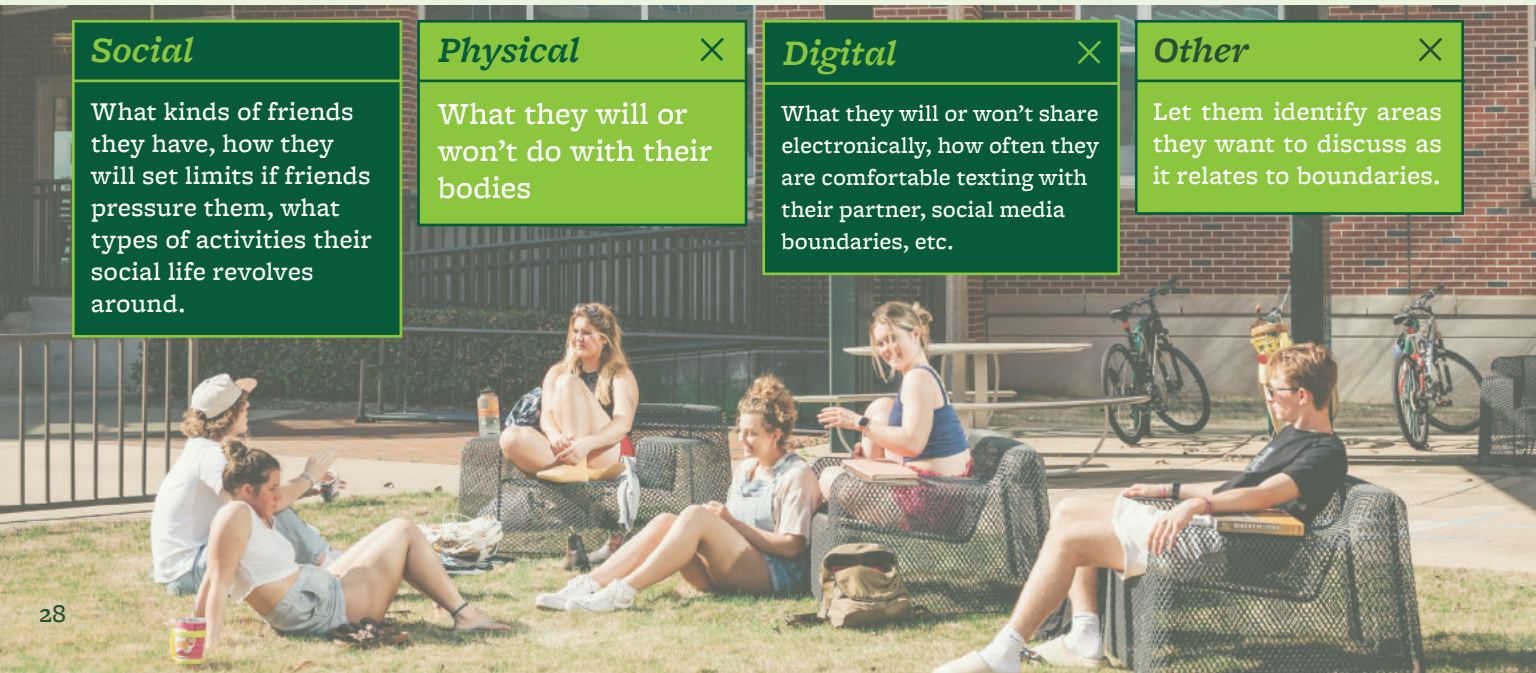 Social
What kinds of friends
they have, how they
will set limits if friends
pressure them, what
types of activities their
social life revolves
around.
Physical
What they will or
won’t do with their
bodies
Digital
What they will or won’t share
electronically, how often they
are comfortable texting with
their partner, social media
boundaries, etc.
Other
Let them identify areas
they want to discuss as
it relates to boundaries.
28